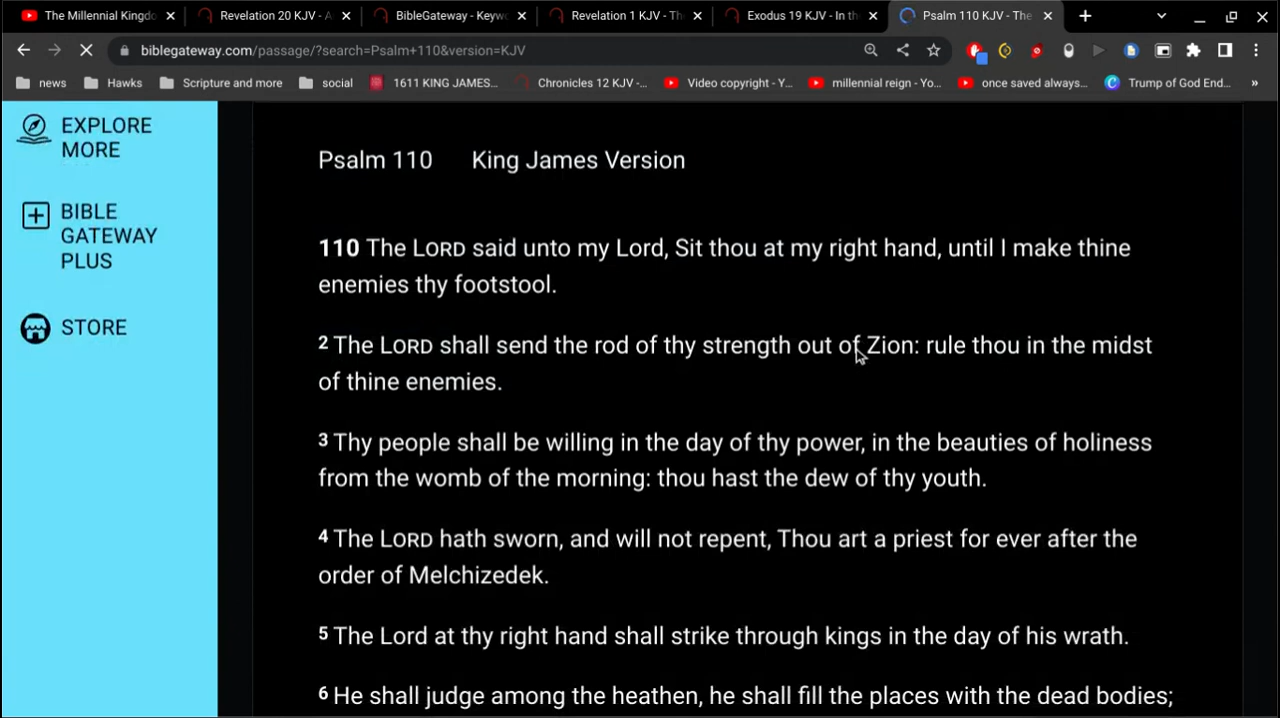 The Millennial Kingdo
Revelation 20 KJV - A
BibleGateway - Keyw
Revelation 1 KJV - The
Exodus 19 KJV - In th
Psalm 110 KJV - The
biblegateway.com/passage/?search=Psalm+110&version=KJV
news
Hawks
Scripture and more
social
1611 KING JAMES...
Chronicles 12 KJV -...
Video copyright - Y...
millennial reign - Yo...
once saved always...
Trump of God End...
»
EXPLORE
MORE
BIBLE
GATEWAY
PLUS
STORE
Psalm 110 King James Version
110 The LORD said unto my Lord, Sit thou at my right hand, until I make thine
enemies thy footstool.
2 The LORD shall send the rod of thy strength out of Zion: rule thou in the midst
of thine enemies.
3 Thy people shall be willing in the day of thy power, in the beauties of holiness
from the womb of the morning: thou hast the dew of thy youth.
4 The LORD hath sworn, and will not repent, Thou art a priest for ever after the
order of Melchizedek.
5 The Lord at thy right hand shall strike through kings in the day of his wrath.
6 He shall judge among the heathen, he shall fill the places with the dead bodies;